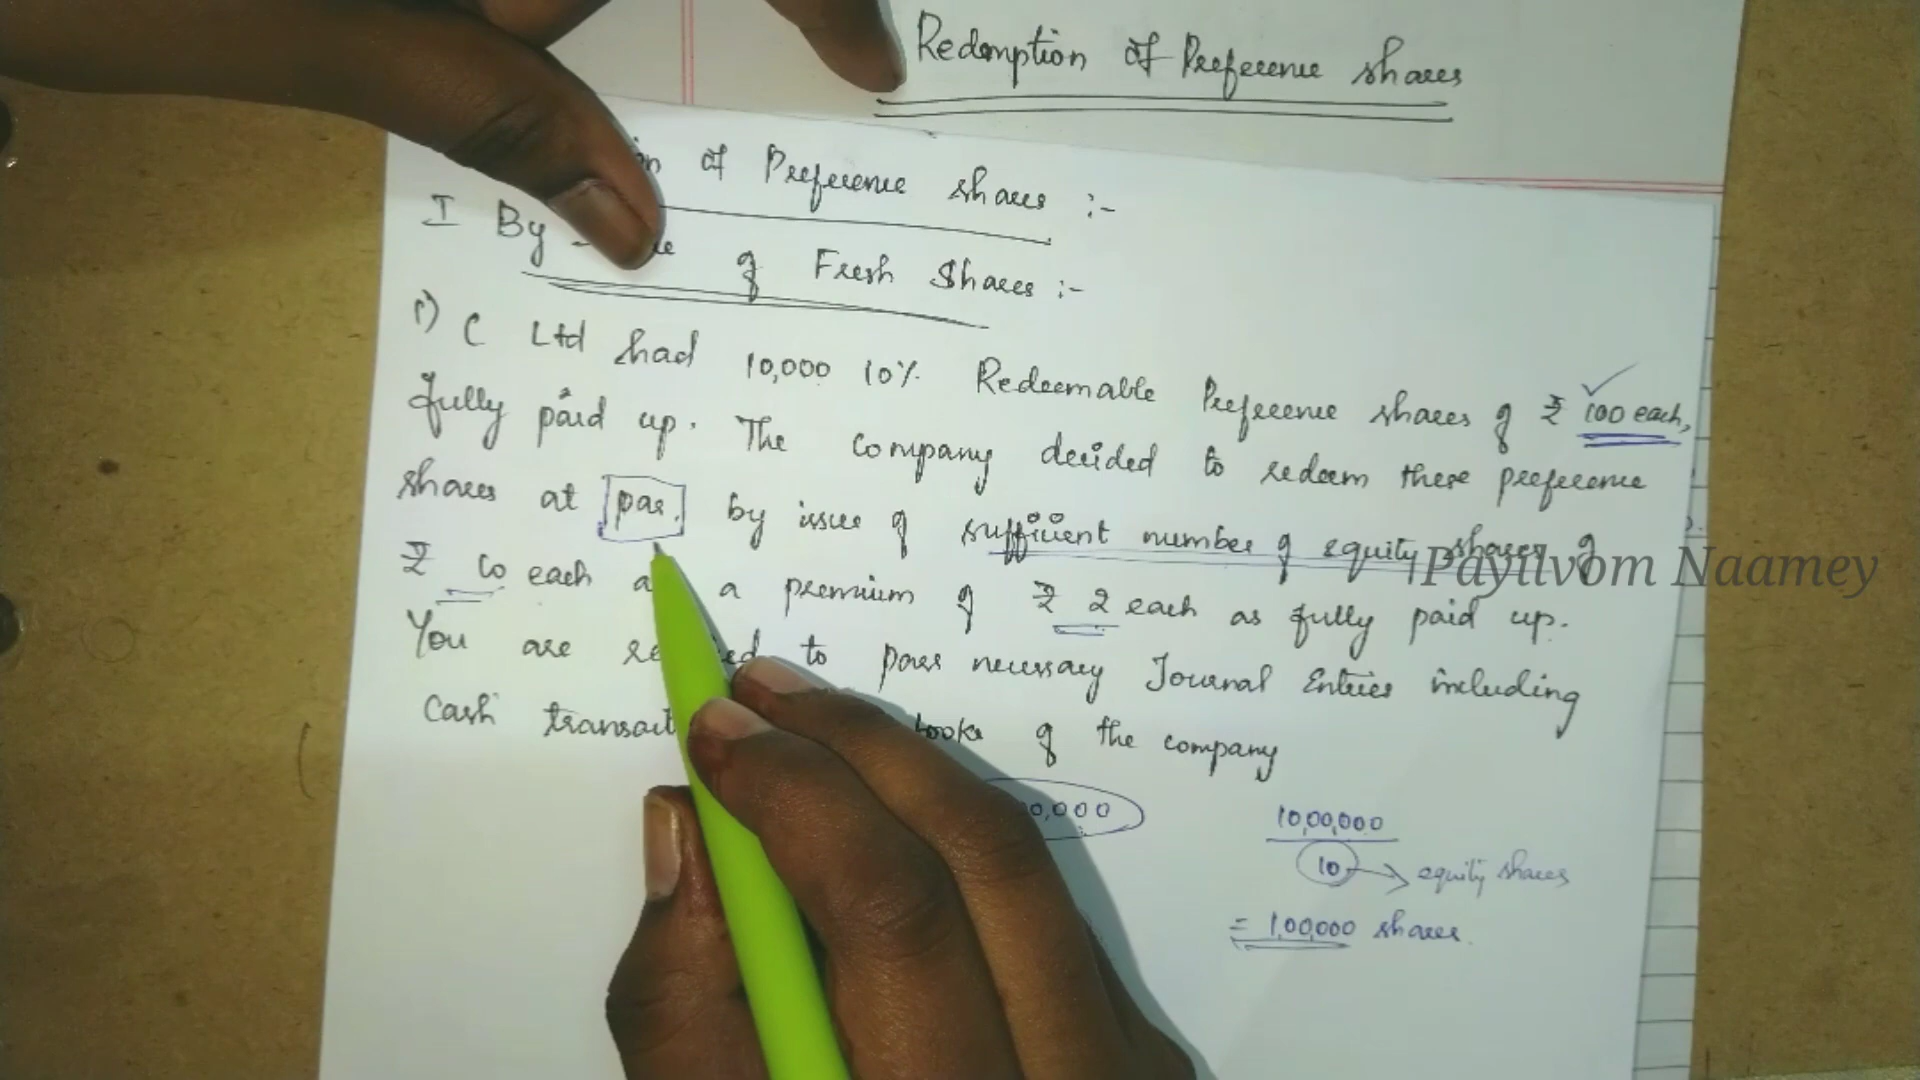 Redemption of Preference shares
of Preference shares :-
I By of Fresh Shares :-
1) C Ltd had 10,000 10% Redeemable Preference shares of ₹ 100 each,
fully paid up. The company decided to redeem these preference
shares at par. by issue of sufficient number of equity shares of
₹ 10 each a premium of ₹ 2 each as fully paid up.
You are to pass necessary Journal Entries including
Cash books of the company
10,00,000
10 → equity shares
= 1,00,000 shares.
Payilvom Naamey